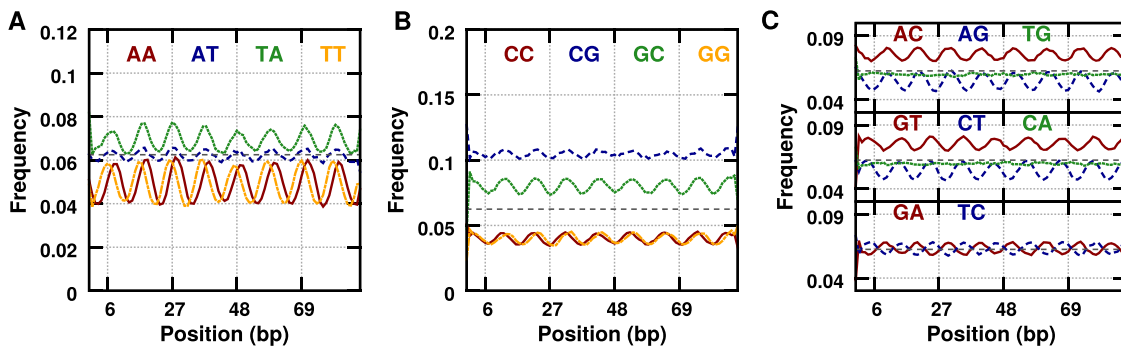 A
0.12
0.1
0.08
0.06
0.04
0.02
0
Frequency
AA AT TA TT
6 27 48 69
Position (bp)
B
0.2
0.15
0.1
0.05
0
Frequency
CC CG GC GG
6 27 48 69
Position (bp)
C
Frequency
0.09
AC AG TG
0.04
0.09
GT CT CA
0.04
0.09
GA TC
0.04
6 27 48 69
Position (bp)